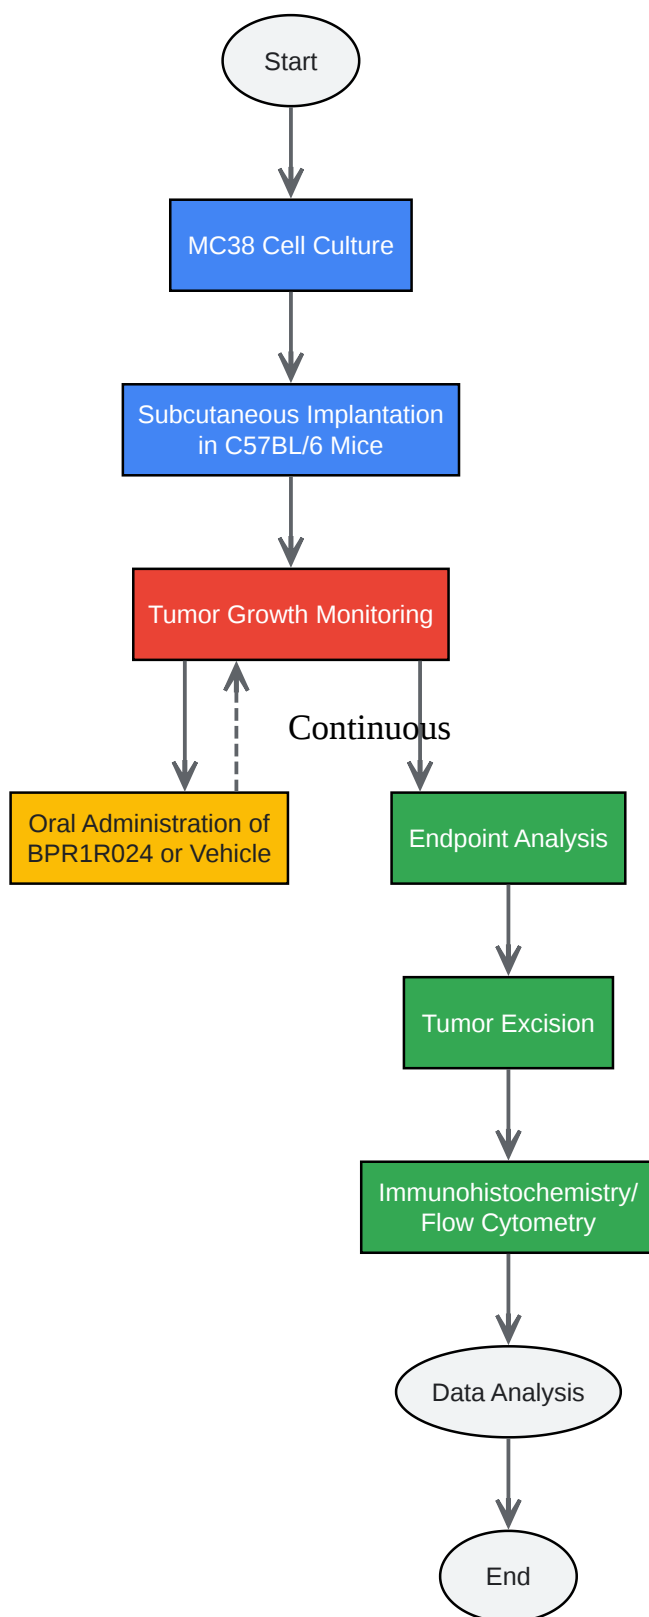 Start
MC38 Cell Culture
Subcutaneous Implantation
in C57BL/6 Mice
Tumor Growth Monitoring
Continuous
Oral Administration of
BPR1R024 or Vehicle
Endpoint Analysis
Tumor Excision
Immunohistochemistry/
Flow Cytometry
Data Analysis
End